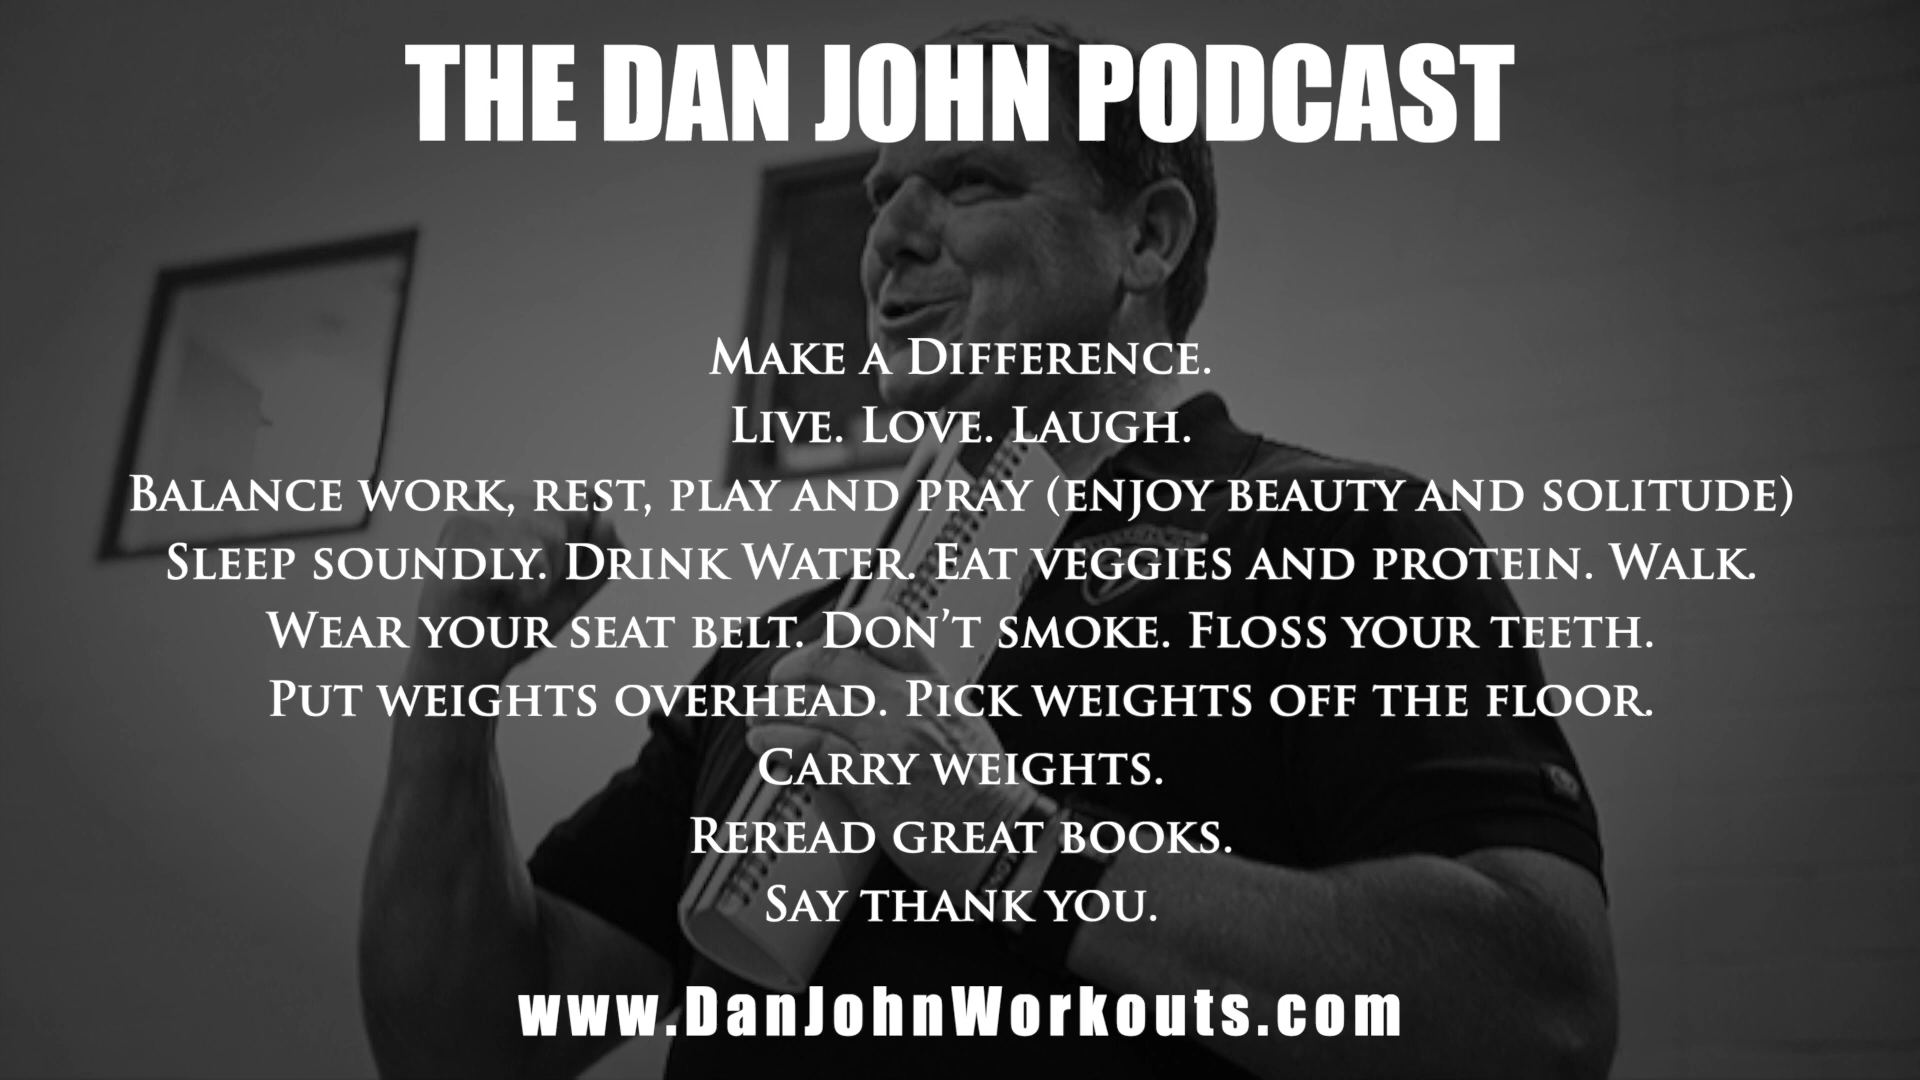 THE DAN JOHN PODCAST
Make a Difference.
Live. Love. Laugh.
Balance work, rest, play and pray (enjoy beauty and solitude)
Sleep soundly. Drink Water. Eat veggies and protein. Walk.
Wear your seat belt. Don't smoke. Floss your teeth.
Put weights overhead. Pick weights off the floor.
Carry weights.
Reread great books.
Say thank you.
www.DanJohnWorkouts.com